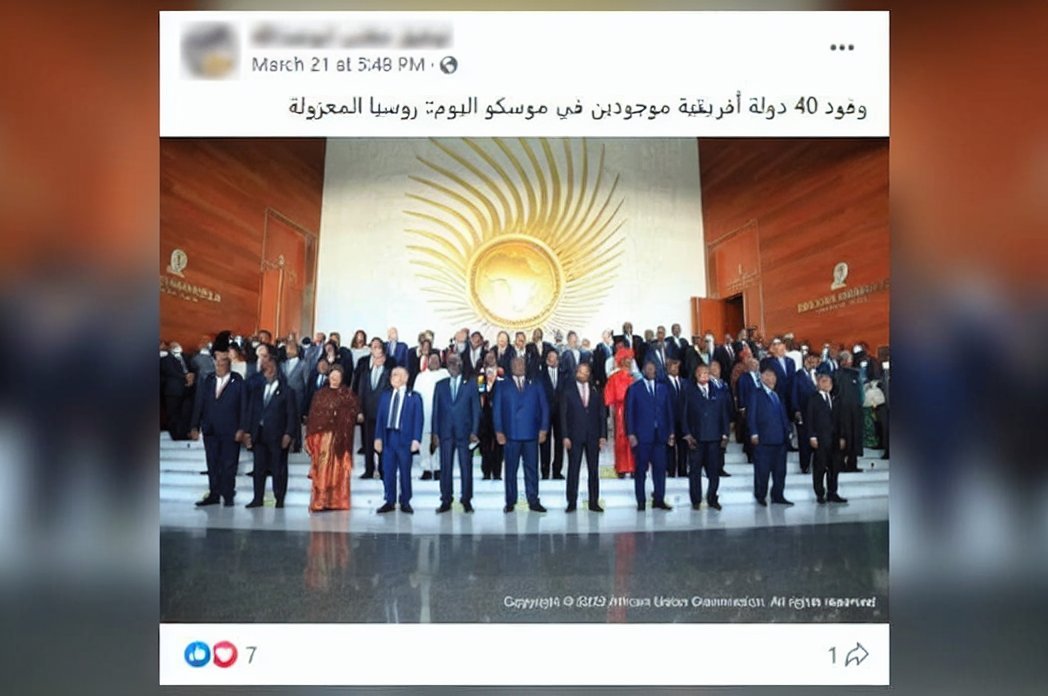 March 21 at 5:48 PM
وفود 40 دولة أفريقية موجودين في موسكو اليوم:: روسيا المعزولة
Copyright © African Union Commission. All rights reserved
7
1